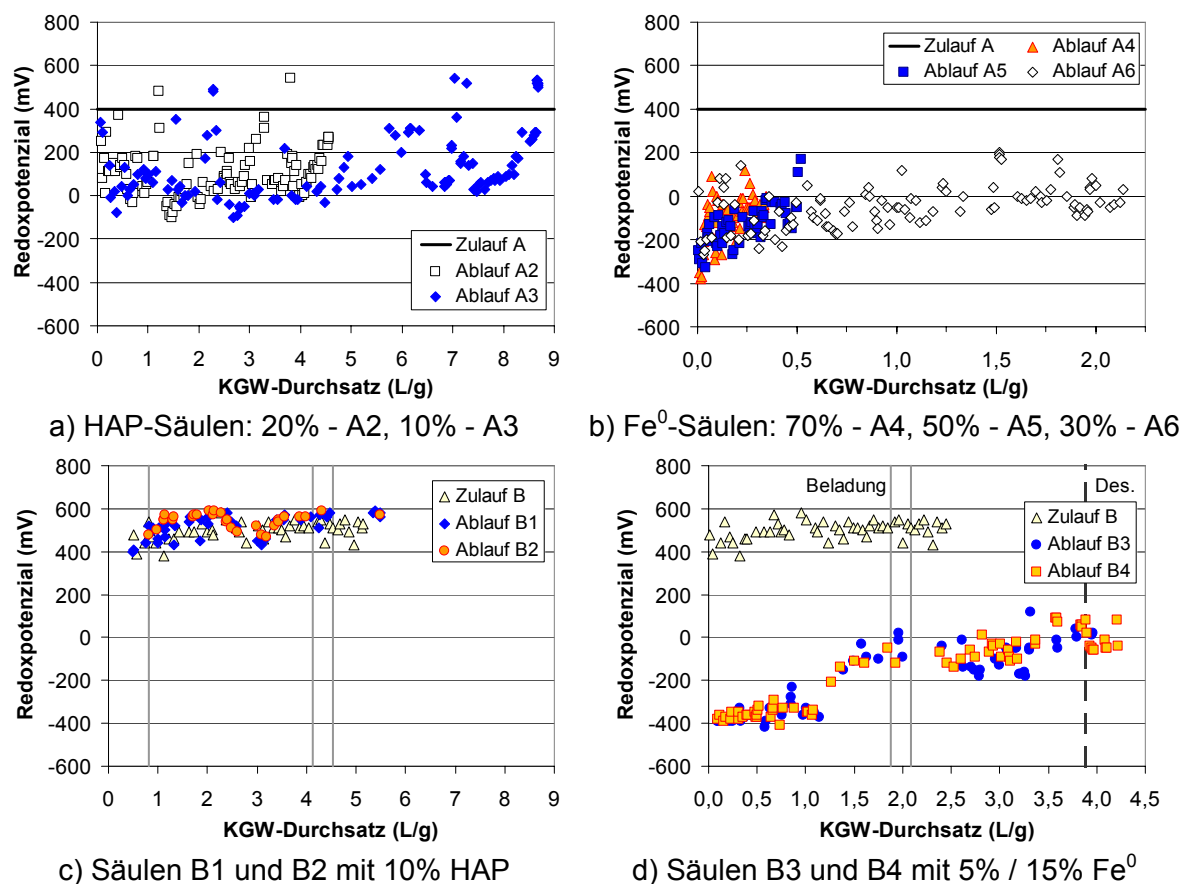 800
600
400
200
0
-200
-400
-600
Redoxpotenzial (mV)
Zulauf A
Ablauf A2
Ablauf A3
0 1 2 3 4 5 6 7 8 9
KGW-Durchsatz (L/g)
a) HAP-Säulen: 20% - A2, 10% - A3
800
600
400
200
0
-200
-400
-600
Redoxpotenzial (mV)
Zulauf A Ablauf A4
Ablauf A5 Ablauf A6
0,0 0,5 1,0 1,5 2,0
KGW-Durchsatz (L/g)
b) Fe⁰-Säulen: 70% - A4, 50% - A5, 30% - A6
800
600
400
200
0
-200
-400
-600
Redoxpotenzial (mV)
Zulauf B
Ablauf B1
Ablauf B2
0 1 2 3 4 5 6 7 8 9
KGW-Durchsatz (L/g)
c) Säulen B1 und B2 mit 10% HAP
800
600
400
200
0
-200
-400
-600
Redoxpotenzial (mV)
Beladung Des.
Zulauf B
Ablauf B3
Ablauf B4
0,0 0,5 1,0 1,5 2,0 2,5 3,0 3,5 4,0 4,5
KGW-Durchsatz (L/g)
d) Säulen B3 und B4 mit 5% / 15% Fe⁰